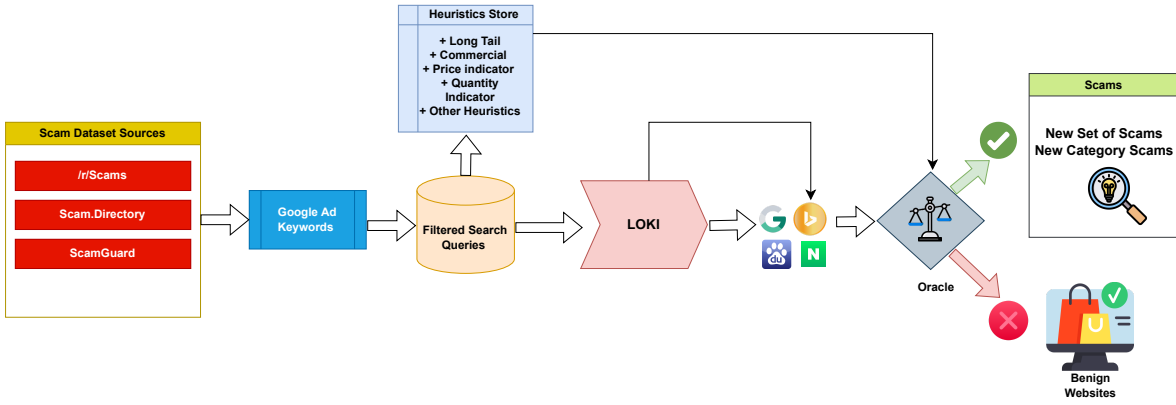 Scam Dataset Sources
/r/Scams
Scam.Directory
ScamGuard
Google Ad
Keywords
Heuristics Store
+ Long Tail
+ Commercial
+ Price indicator
+ Quantity
Indicator
+ Other Heuristics
Filtered Search
Queries
LOKI
G
b
du
N
Oracle
Scams
New Set of Scams
New Category Scams
Benign
Websites